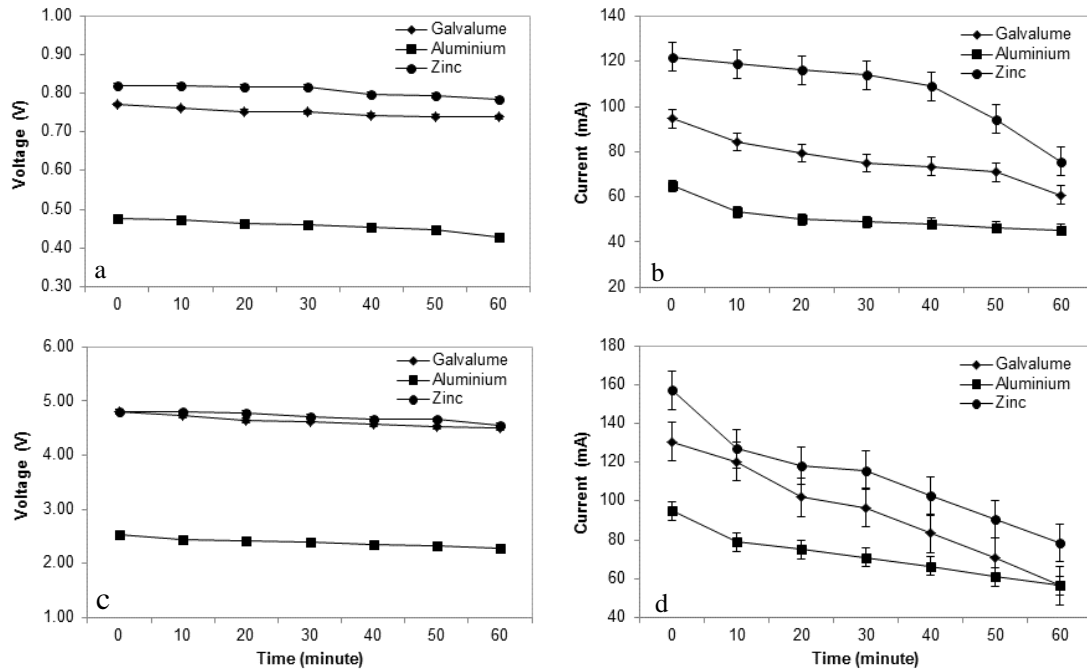 1.00
0.90
0.80
0.70
0.60
0.50
0.40
0.30
Voltage (V)
Galvalume
Aluminium
Zinc
a
0 10 20 30 40 50 60
140
120
100
80
60
40
20
Current (mA)
Galvalume
Aluminium
Zinc
b
0 10 20 30 40 50 60
6.00
5.00
4.00
3.00
2.00
1.00
Voltage (V)
Galvalume
Aluminium
Zinc
c
0 10 20 30 40 50 60
Time (minute)
180
160
140
120
100
80
60
40
Current (mA)
Galvalume
Aluminium
Zinc
d
0 10 20 30 40 50 60
Time (minute)